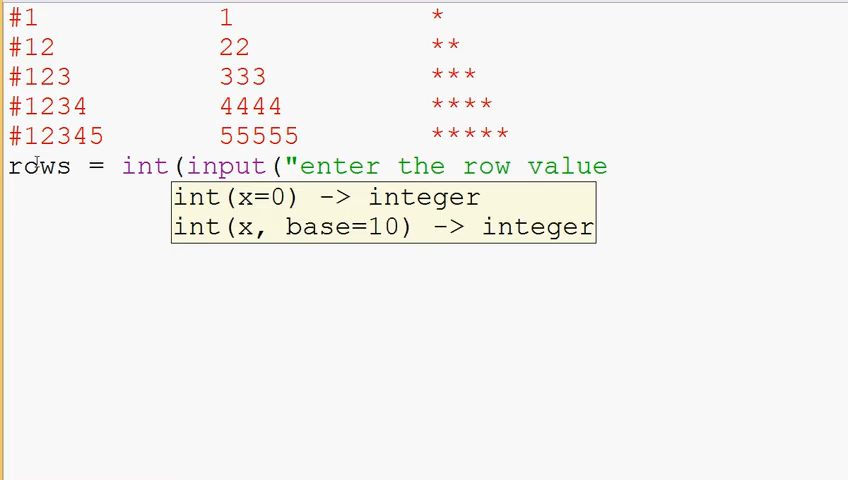 #1 1 *
#12 22 **
#123 333 ***
#1234 4444 ****
#12345 55555 *****
rows = int(input("enter the row value
int(x=0) -> integer
int(x, base=10) -> integer